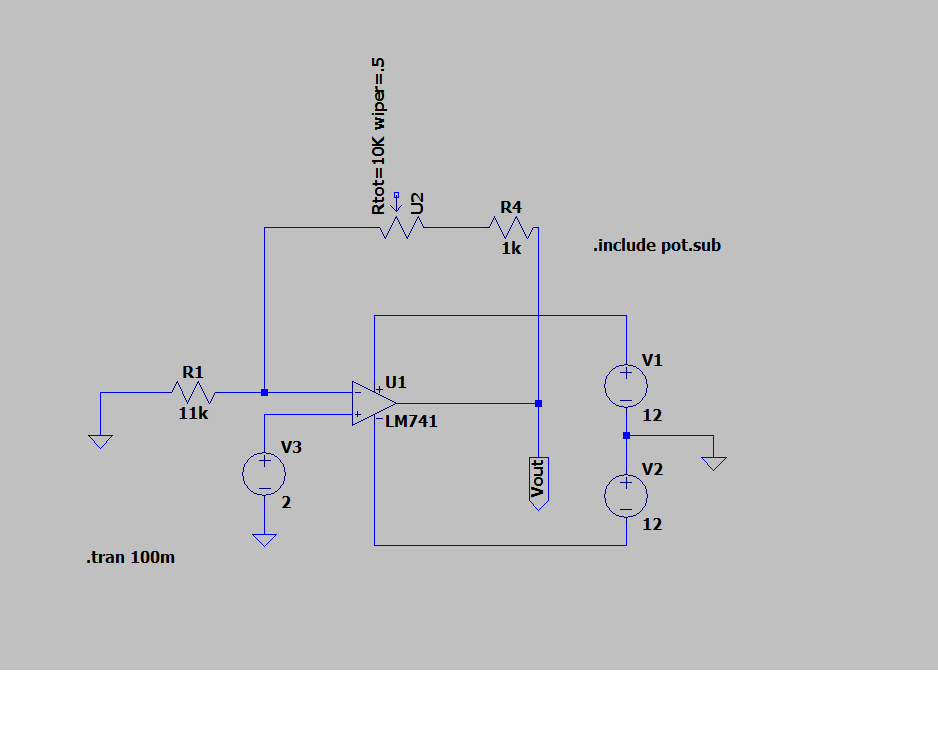 Rtot=10K wiper=.5
U2
R4
1k
.include pot.sub
R1
11k
U1
LM741
V1
12
V3
2
Vout
V2
12
.tran 100m